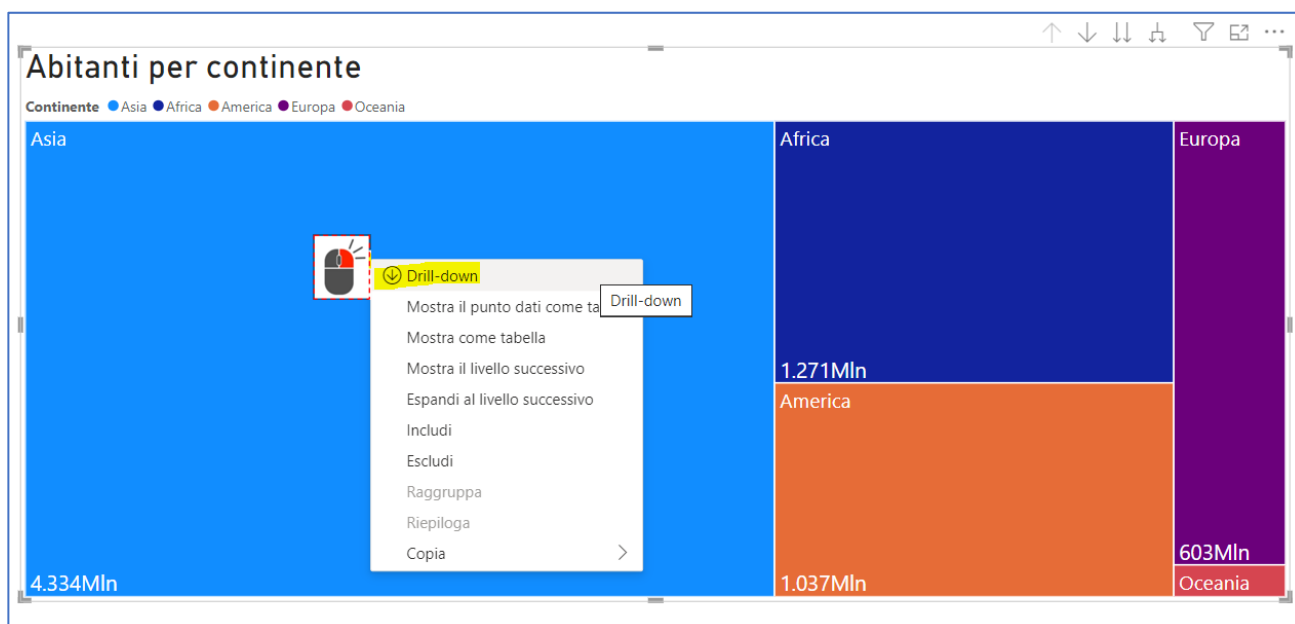 Abitanti per continente
Continente Asia Africa America Europa Oceania
Asia
4.334Mln
Africa
1.271Mln
America
1.037Mln
Europa
603Mln
Oceania
Drill-down
Mostra il punto dati come ta
Drill-down
Mostra come tabella
Mostra il livello successivo
Espandi al livello successivo
Includi
Escludi
Raggruppa
Riepiloga
Copia